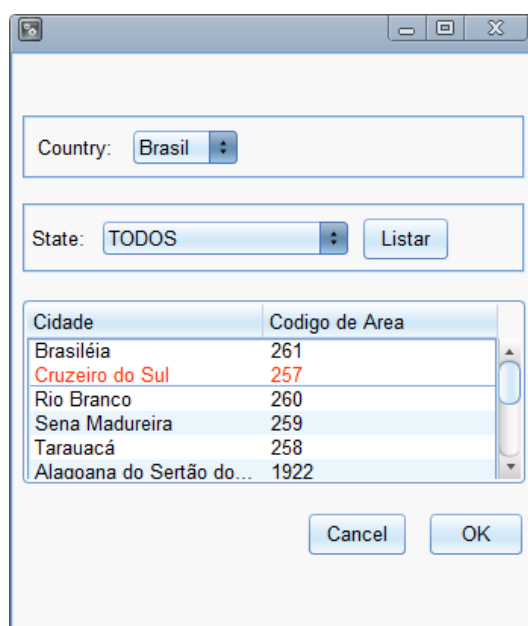 Country: Brasil
State: TODOS Listar
Cidade Codigo de Area
Brasiléia 261
Cruzeiro do Sul 257
Rio Branco 260
Sena Madureira 259
Tarauacá 258
Alagoana do Sertão do... 1922
Cancel OK